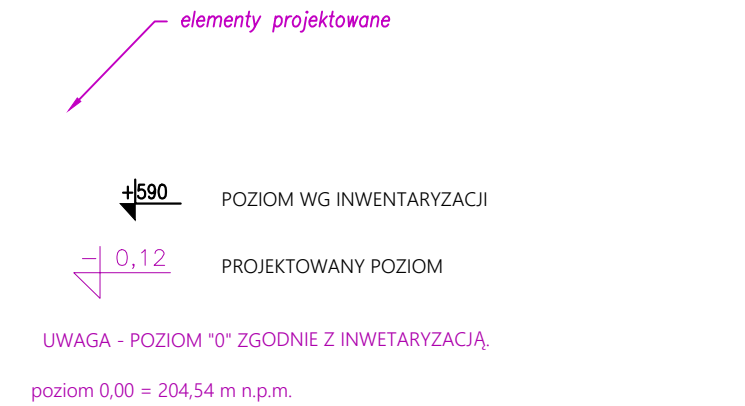 elementy projektowane
+590 POZIOM WG INWENTARYZACJI
- 0,12 PROJEKTOWANY POZIOM
UWAGA - POZIOM "0" ZGODNIE Z INWETARYZACJĄ.
poziom 0,00 = 204,54 m n.p.m.